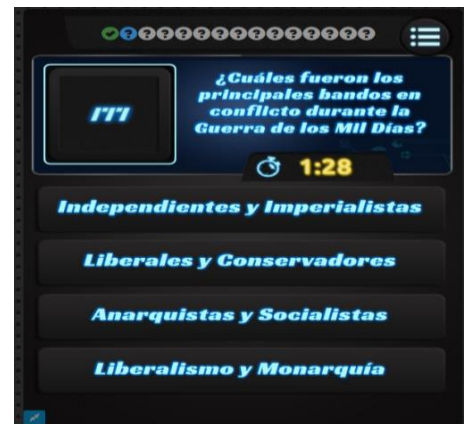 ¿Cuáles fueron los
principales bandos en
conflicto durante la
Guerra de los Mil Días?
1:28
Independientes y Imperialistas
Liberales y Conservadores
Anarquistas y Socialistas
Liberalismo y Monarquía